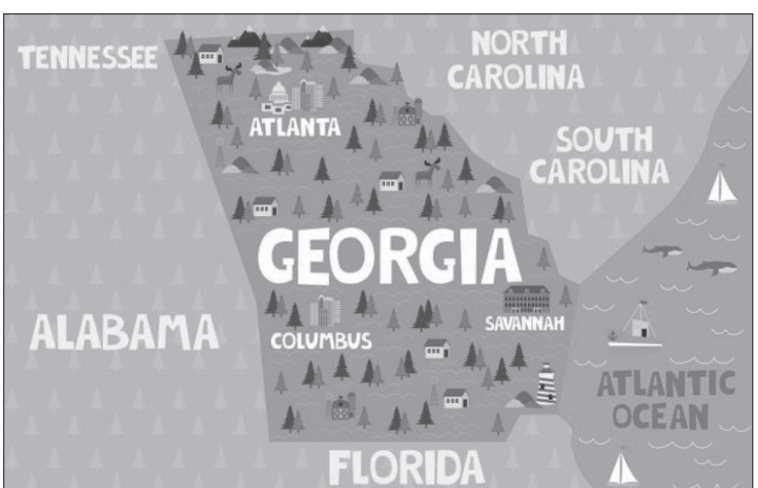 TENNESSEE
NORTH
CAROLINA
ATLANTA
SOUTH
CAROLINA
GEORGIA
ALABAMA
COLUMBUS
SAVANNAH
ATLANTIC
OCEAN
FLORIDA